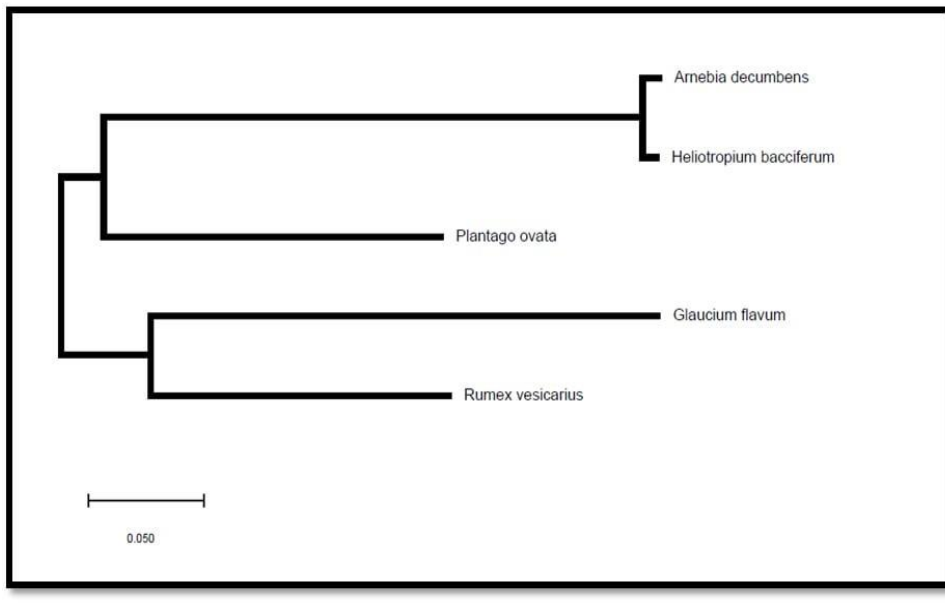 Arnebia decumbens
Heliotropium bacciferum
Plantago ovata
Glaucium flavum
Rumex vesicarius
0.050